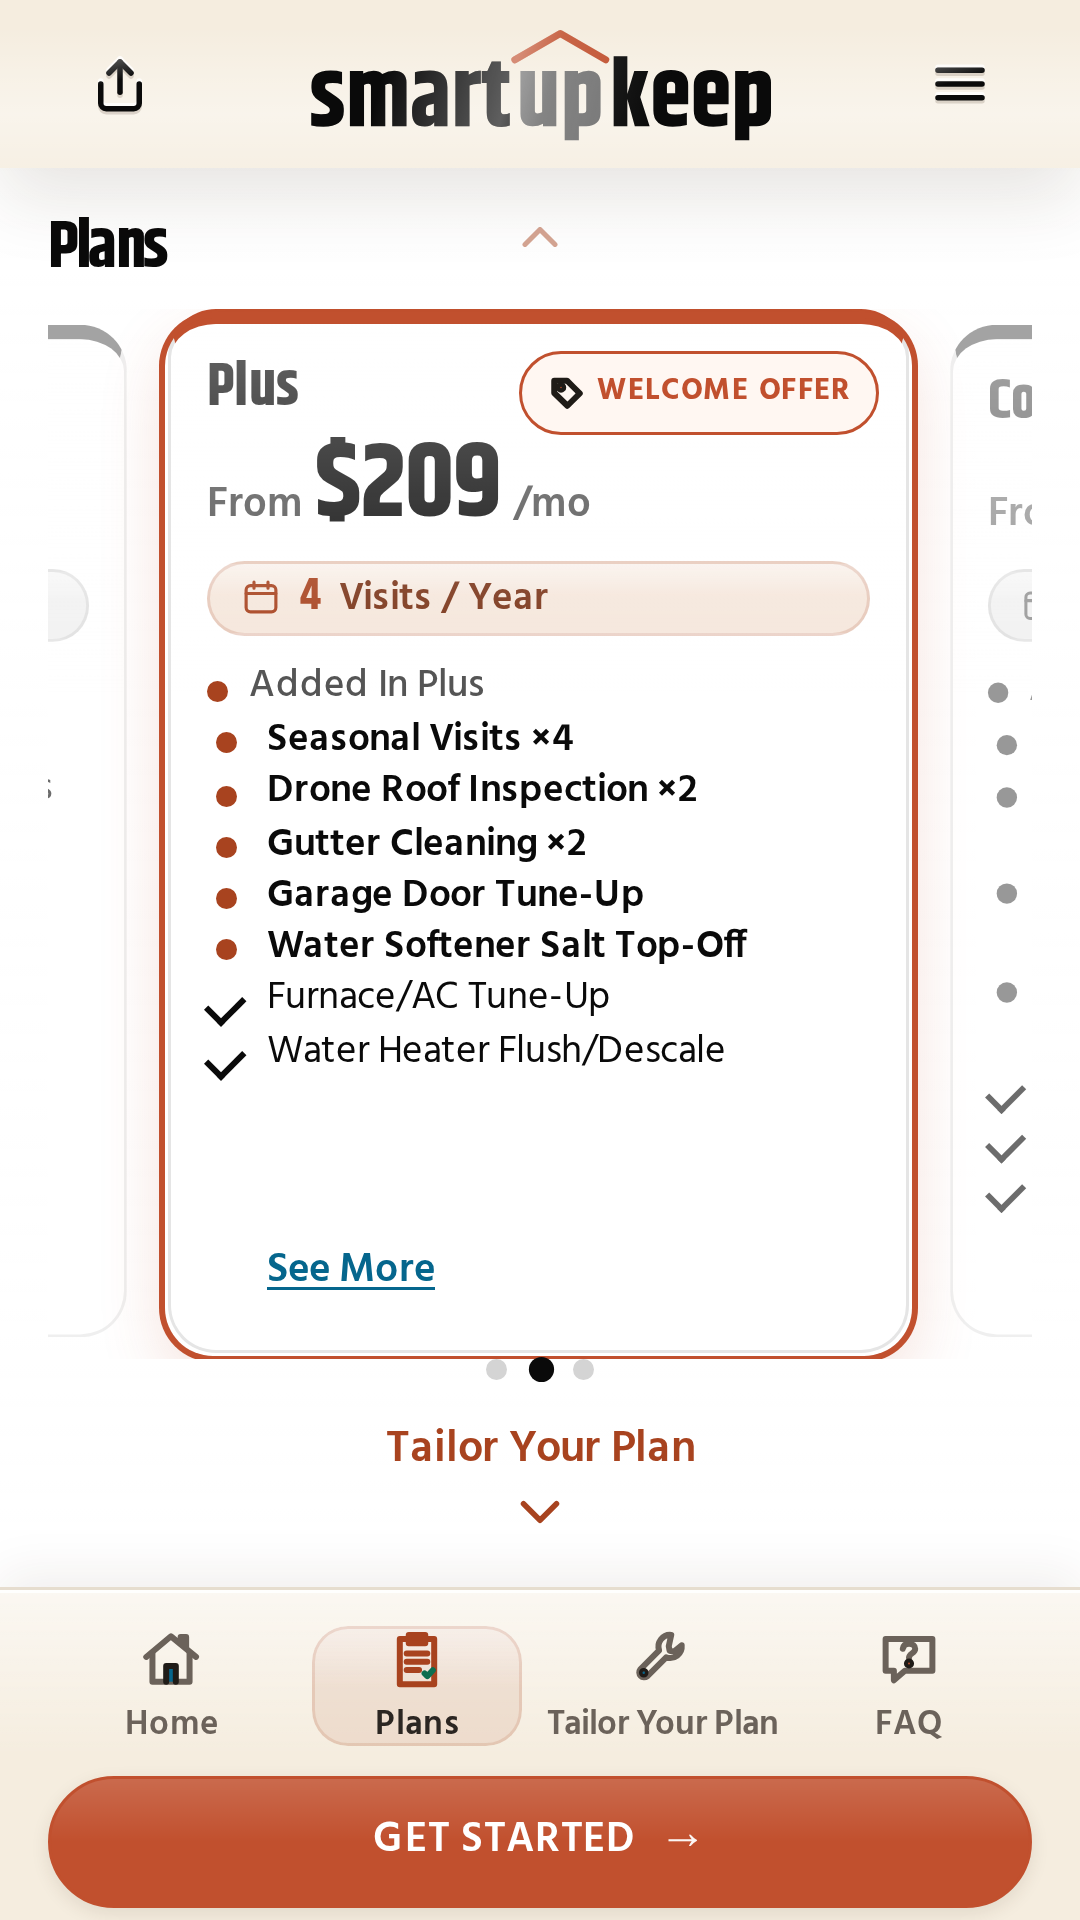 smartupkeep
Plans
Plus
WELCOME OFFER
From $209 /mo
4 Visits / Year
Added In Plus
Seasonal Visits ×4
Drone Roof Inspection ×2
Gutter Cleaning ×2
Garage Door Tune-Up
Water Softener Salt Top-Off
Furnace/AC Tune-Up
Water Heater Flush/Descale
See More
Tailor Your Plan
Home
Plans
Tailor Your Plan
FAQ
GET STARTED →